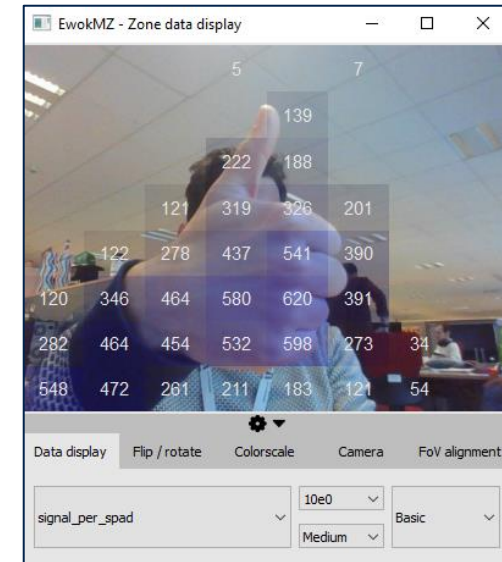 EwokMZ - Zone data display
5 7
139
222 188
121 319 326 201
122 278 437 541 390
120 346 464 580 620 391
282 464 454 532 598 273 34
548 472 261 211 183 121 54
Data display Flip / rotate Colorscale Camera FoV alignment
10e0
signal_per_spad Basic
Medium